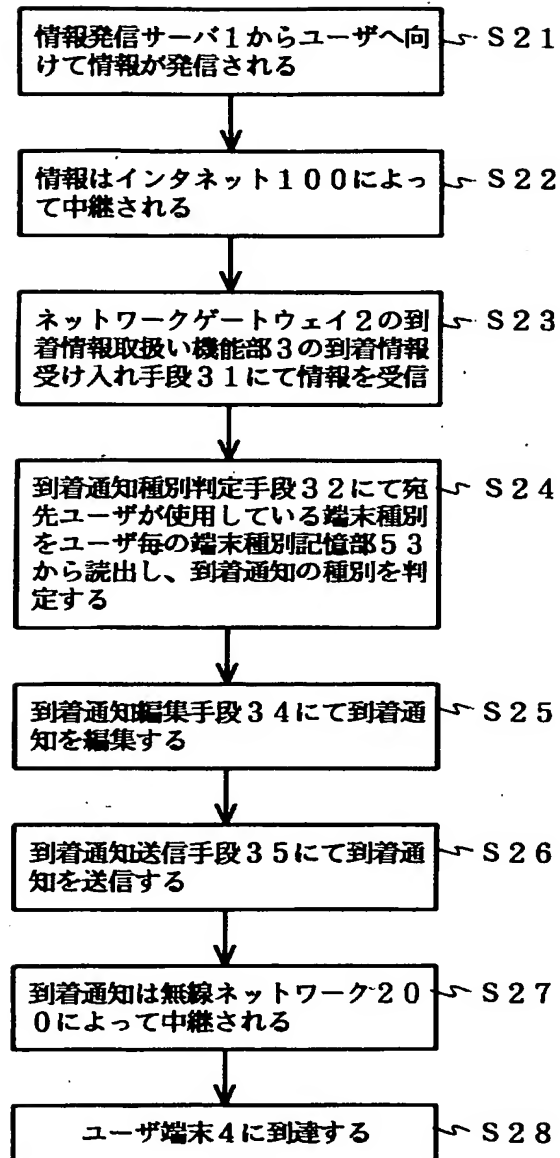 情報発信サーバ１からユーザへ向 S21
けて情報が発信される
情報はインタネット１００によっ S22
て中継される
ネットワークゲートウェイ２の到 S23
着情報取扱い機能部３の到着情報
受け入れ手段３１にて情報を受信
到着通知種別判定手段３２にて宛 S24
先ユーザが使用している端末種別
をユーザ毎の端末種別記憶部５３
から読出し、到着通知の種別を判
定する
到着通知編集手段３４にて到着通 S25
知を編集する
到着通知送信手段３５にて到着通 S26
知を送信する
到着通知は無線ネットワーク２０ S27
０によって中継される
ユーザ端末４に到達する S28